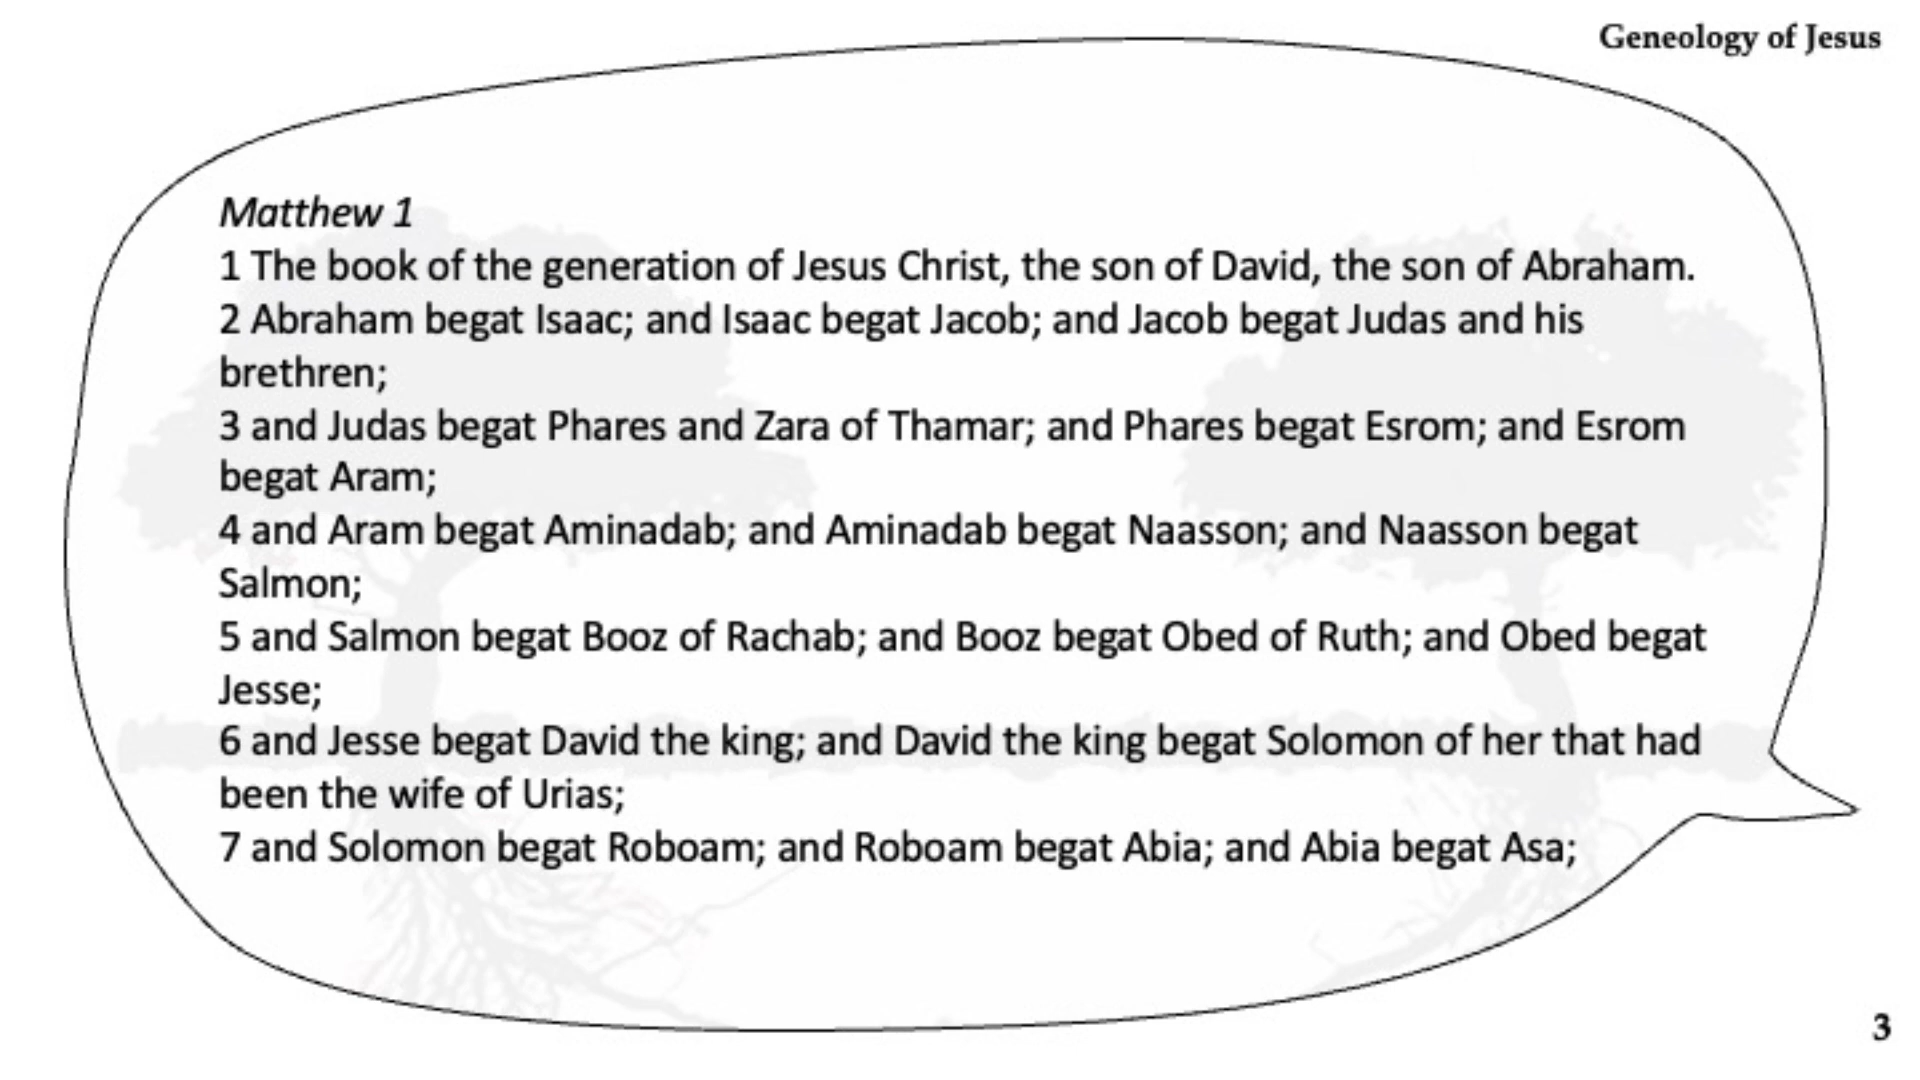 Geneology of Jesus
Matthew 1
1 The book of the generation of Jesus Christ, the son of David, the son of Abraham.
2 Abraham begat Isaac; and Isaac begat Jacob; and Jacob begat Judas and his
brethren;
3 and Judas begat Phares and Zara of Thamar; and Phares begat Esrom; and Esrom
begat Aram;
4 and Aram begat Aminadab; and Aminadab begat Naasson; and Naasson begat
Salmon;
5 and Salmon begat Booz of Rachab; and Booz begat Obed of Ruth; and Obed begat
Jesse;
6 and Jesse begat David the king; and David the king begat Solomon of her that had
been the wife of Urias;
7 and Solomon begat Roboam; and Roboam begat Abia; and Abia begat Asa;
3